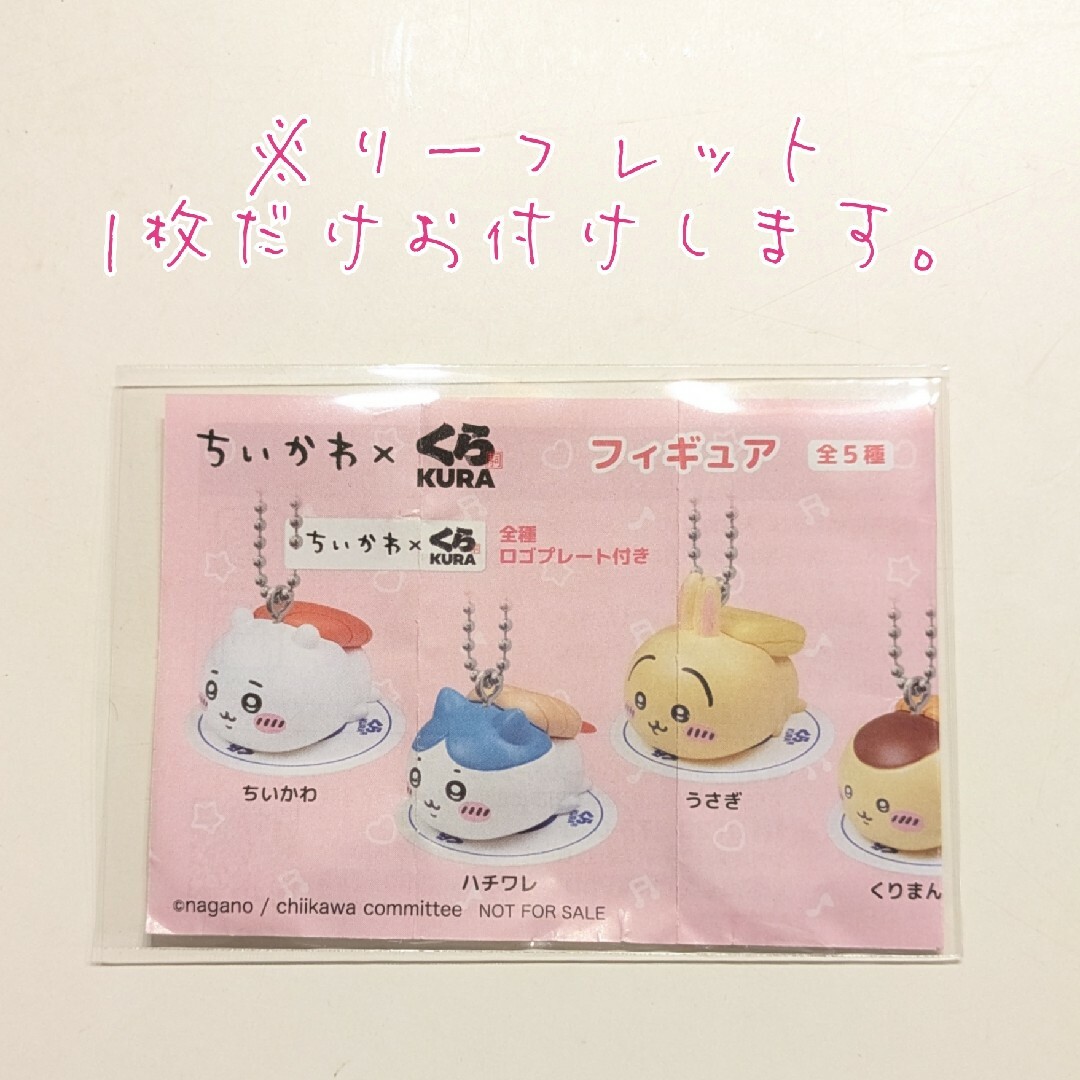 ※リーフレット
1枚だけお付けします。
ちいかわ×くら
KURA
フィギュア 全5種
ちいかわ×くら
KURA
全種
ロゴプレート付き
ちいかわ
ハチワレ
うさぎ
くりまん
©nagano / chiikawa committee NOT FOR SALE